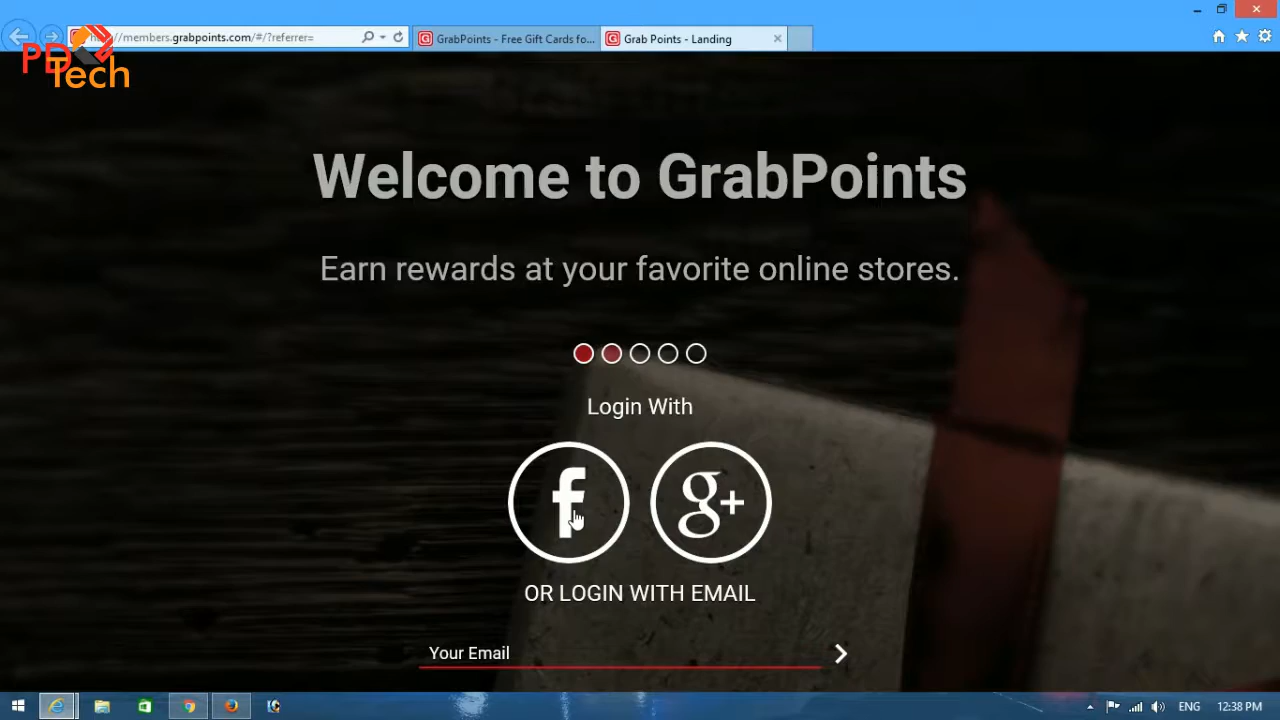 PD
Tech
//members.grabpoints.com/#/?referrer=
GrabPoints - Free Gift Cards fo...
Grab Points - Landing
Welcome to GrabPoints
Earn rewards at your favorite online stores.
Login With
f
g+
OR LOGIN WITH EMAIL
Your Email
ENG
12:38 PM